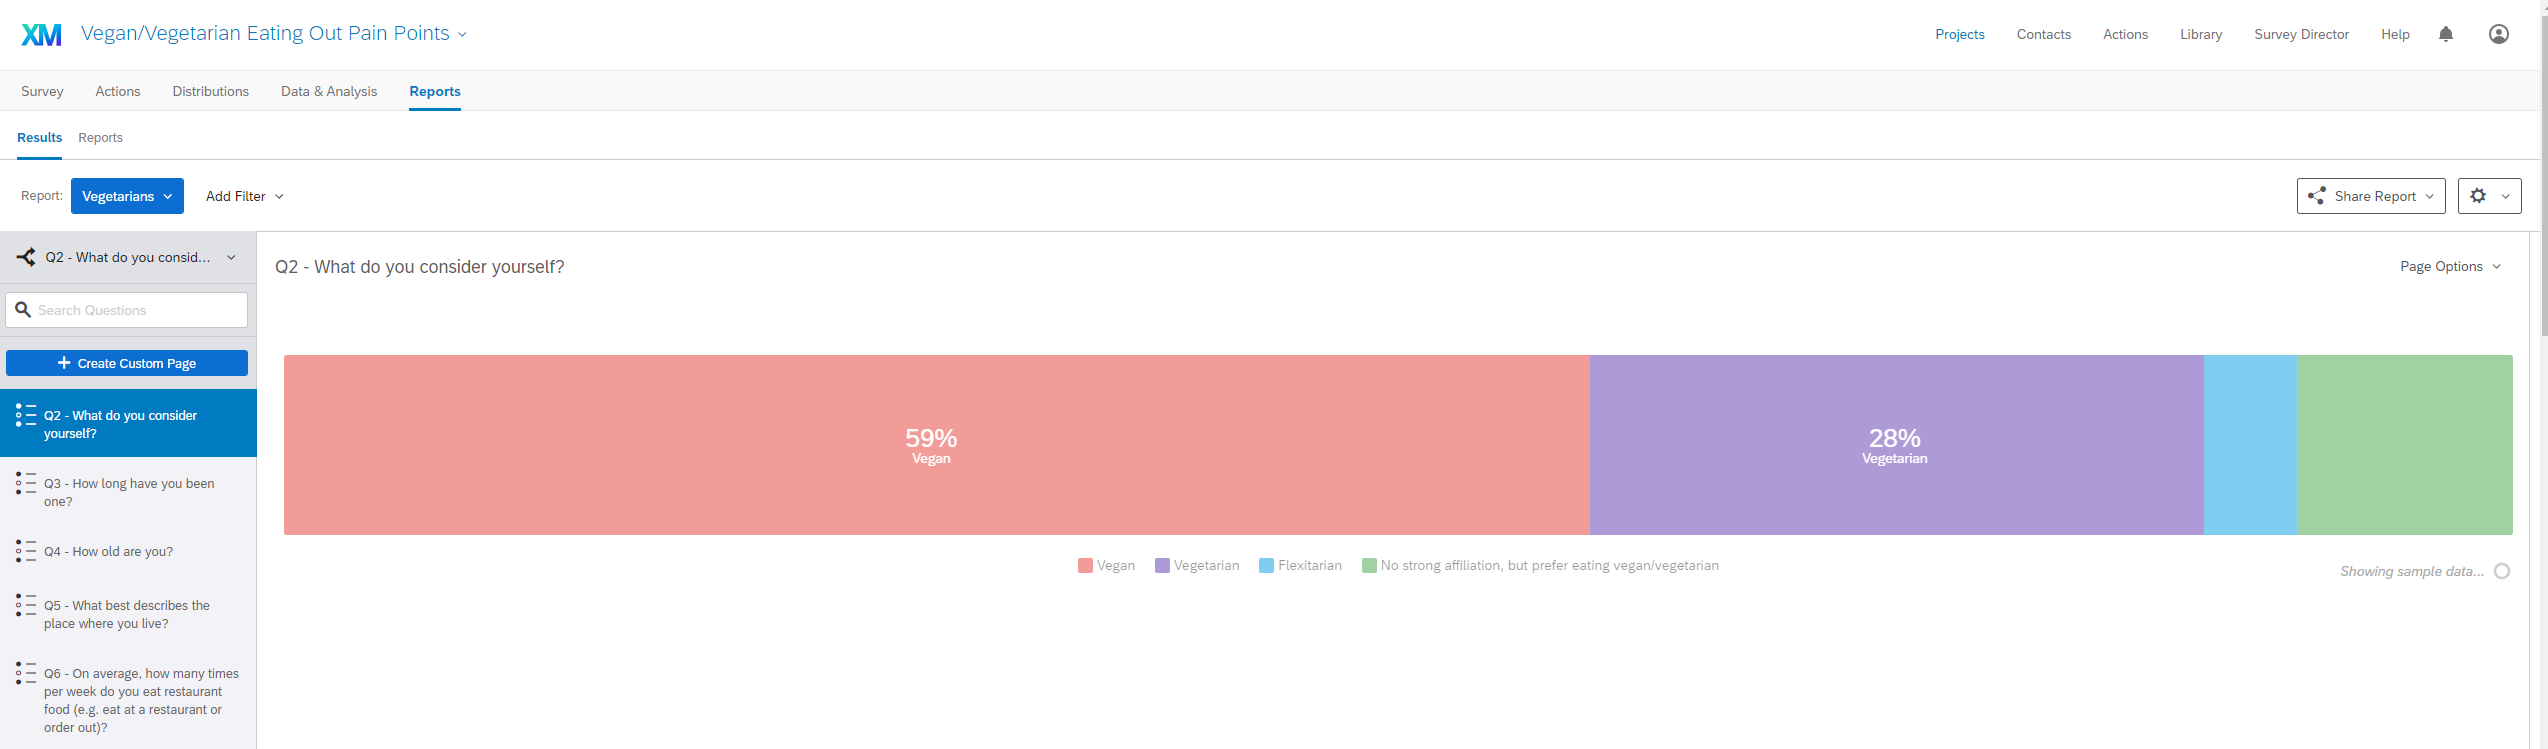 XM Vegan/Vegetarian Eating Out Pain Points
Projects Contacts Actions Library Survey Director Help
Survey Actions Distributions Data & Analysis Reports
Results Reports
Report: Vegetarians Add Filter Share Report
Q2 - What do you consid...
Search Questions
Create Custom Page
Q2 - What do you consider
yourself?
Q3 - How long have you been
one?
Q4 - How old are you?
Q5 - What best describes the
place where you live?
Q6 - On average, how many times
per week do you eat restaurant
food (e.g. eat at a restaurant or
order out)?
Q2 - What do you consider yourself?
Page Options
59%
Vegan
28%
Vegetarian
Vegan Vegetarian Flexitarian No strong affiliation, but prefer eating vegan/vegetarian
Showing sample data...